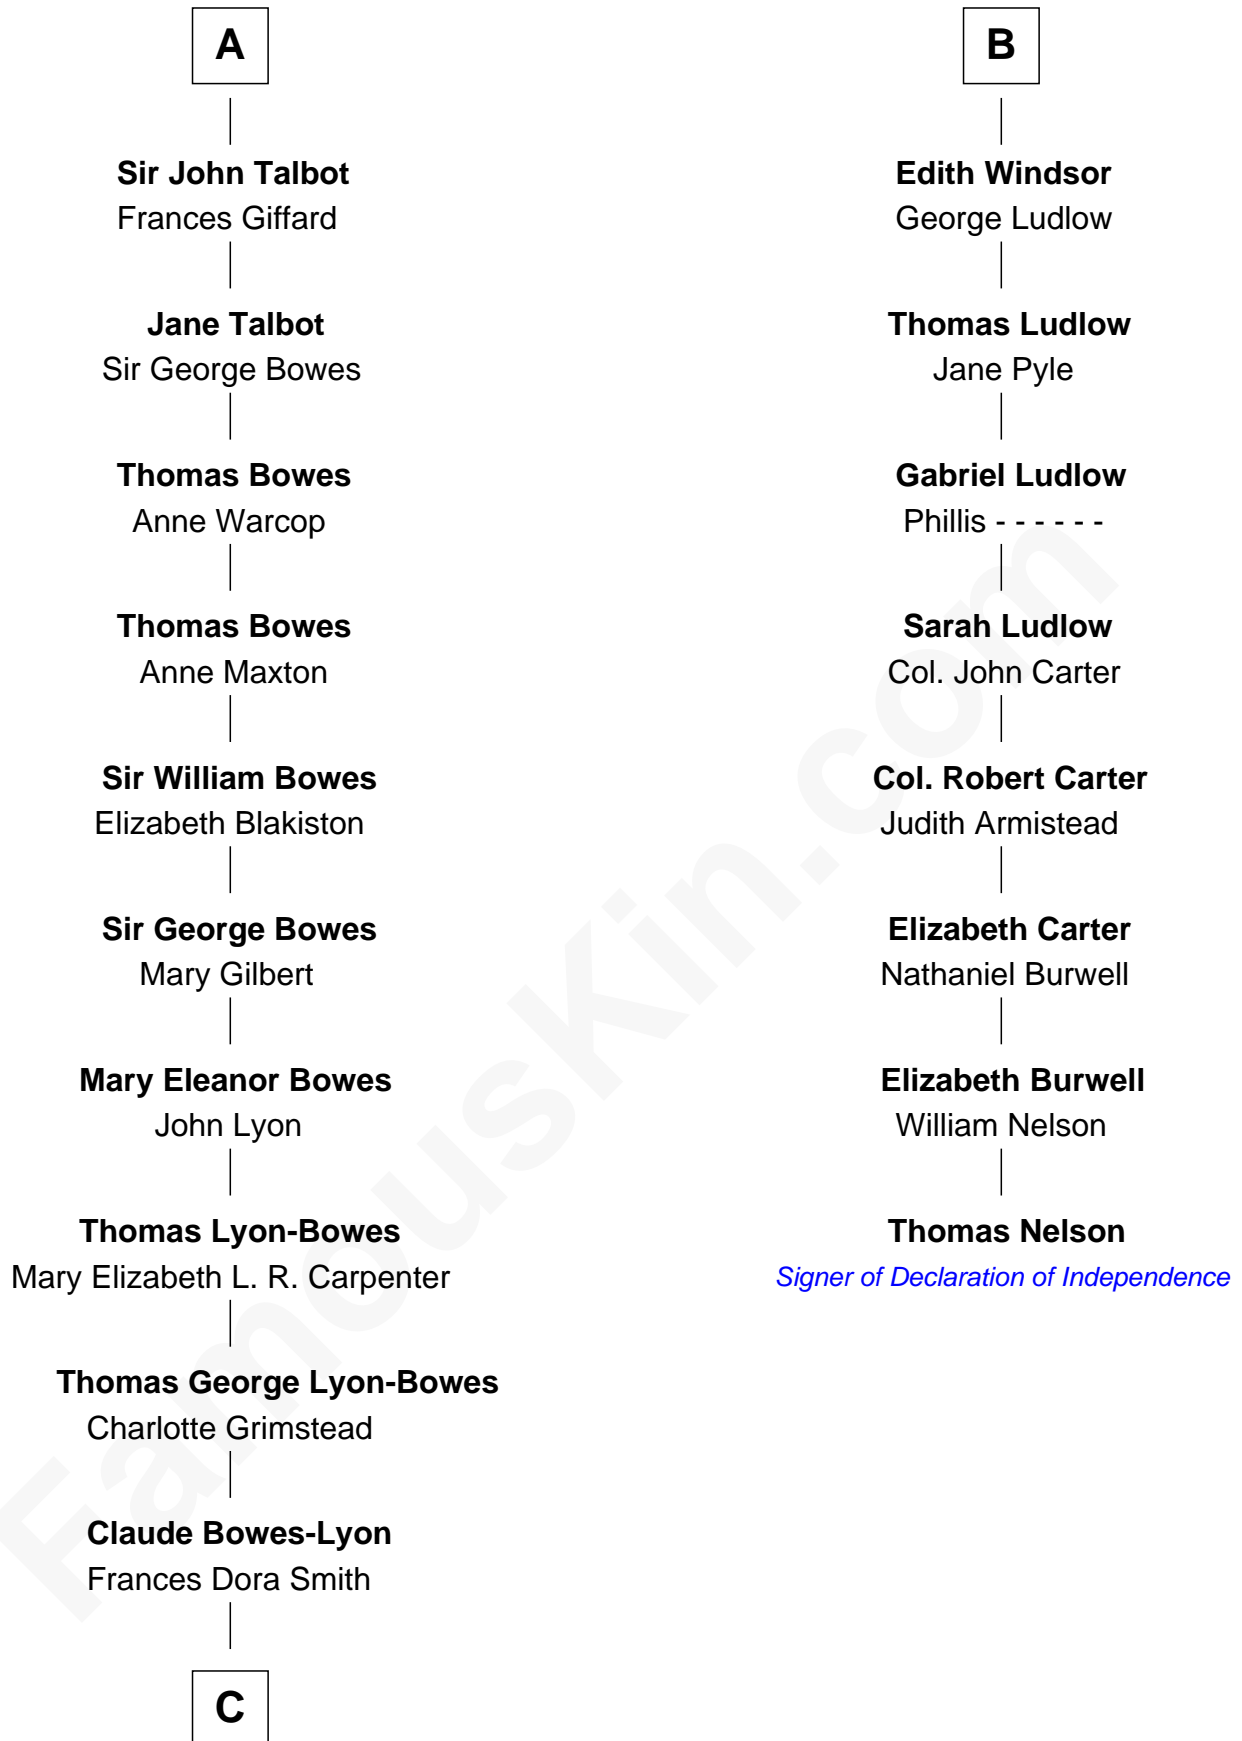 A
Sir John Talbot
Frances Giffard
Jane Talbot
Sir George Bowes
Thomas Bowes
Anne Warcop
Thomas Bowes
Anne Maxton
Sir William Bowes
Elizabeth Blakiston
Sir George Bowes
Mary Gilbert
Mary Eleanor Bowes
John Lyon
Thomas Lyon-Bowes
Mary Elizabeth L. R. Carpenter
Thomas George Lyon-Bowes
Charlotte Grimstead
Claude Bowes-Lyon
Frances Dora Smith
C
B
Edith Windsor
George Ludlow
Thomas Ludlow
Jane Pyle
Gabriel Ludlow
Phillis - - - - - -
Sarah Ludlow
Col. John Carter
Col. Robert Carter
Judith Armistead
Elizabeth Carter
Nathaniel Burwell
Elizabeth Burwell
William Nelson
Thomas Nelson
Signer of Declaration of Independence
FamousKin.com